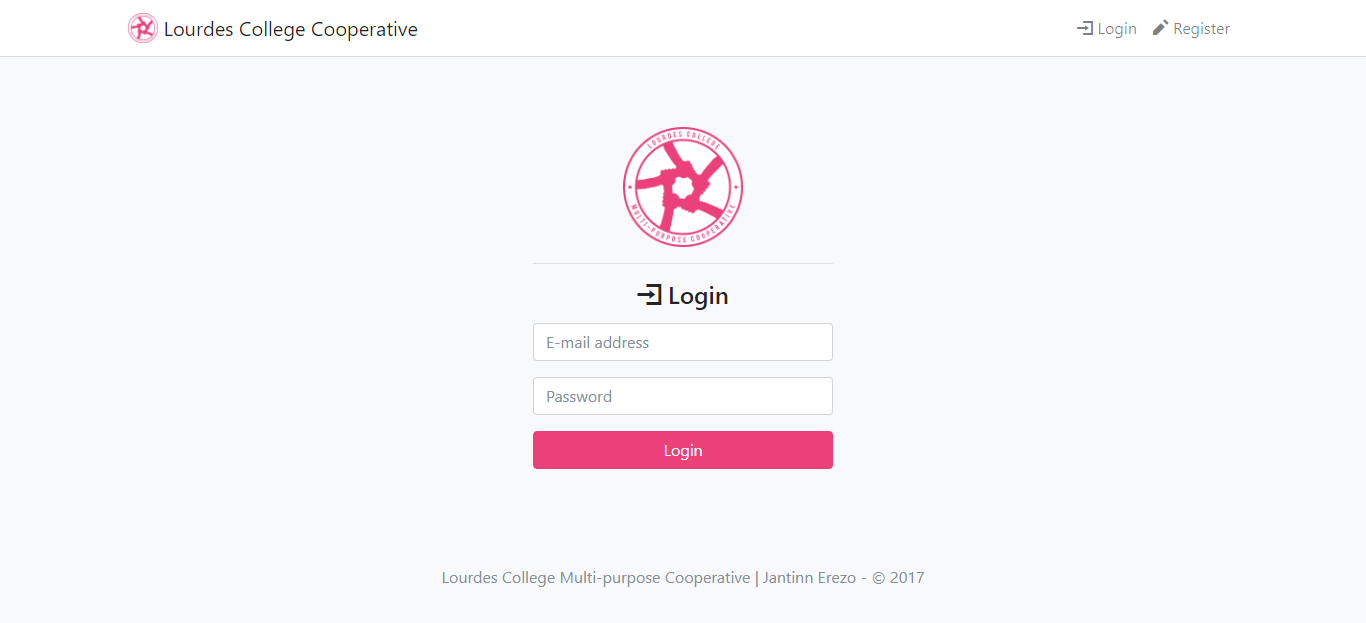 Lourdes College Cooperative
Login
Register
LOURDES COLLEGE
MULTI-PURPOSE COOPERATIVE
Login
E-mail address
Password
Login
Lourdes College Multi-purpose Cooperative | Jantinn Erezo - © 2017